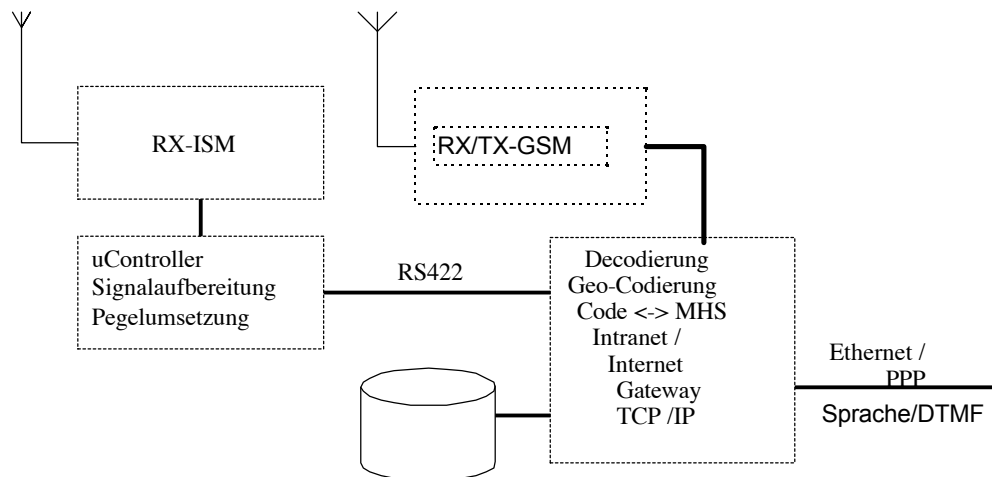 RX-ISM
RX/TX-GSM
uController
Signalaufbereitung
Pegelumsetzung
RS422
Decodierung
Geo-Codierung
Code <-> MHS
Intranet /
Internet
Gateway
TCP /IP
Ethernet /
PPP
Sprache/DTMF